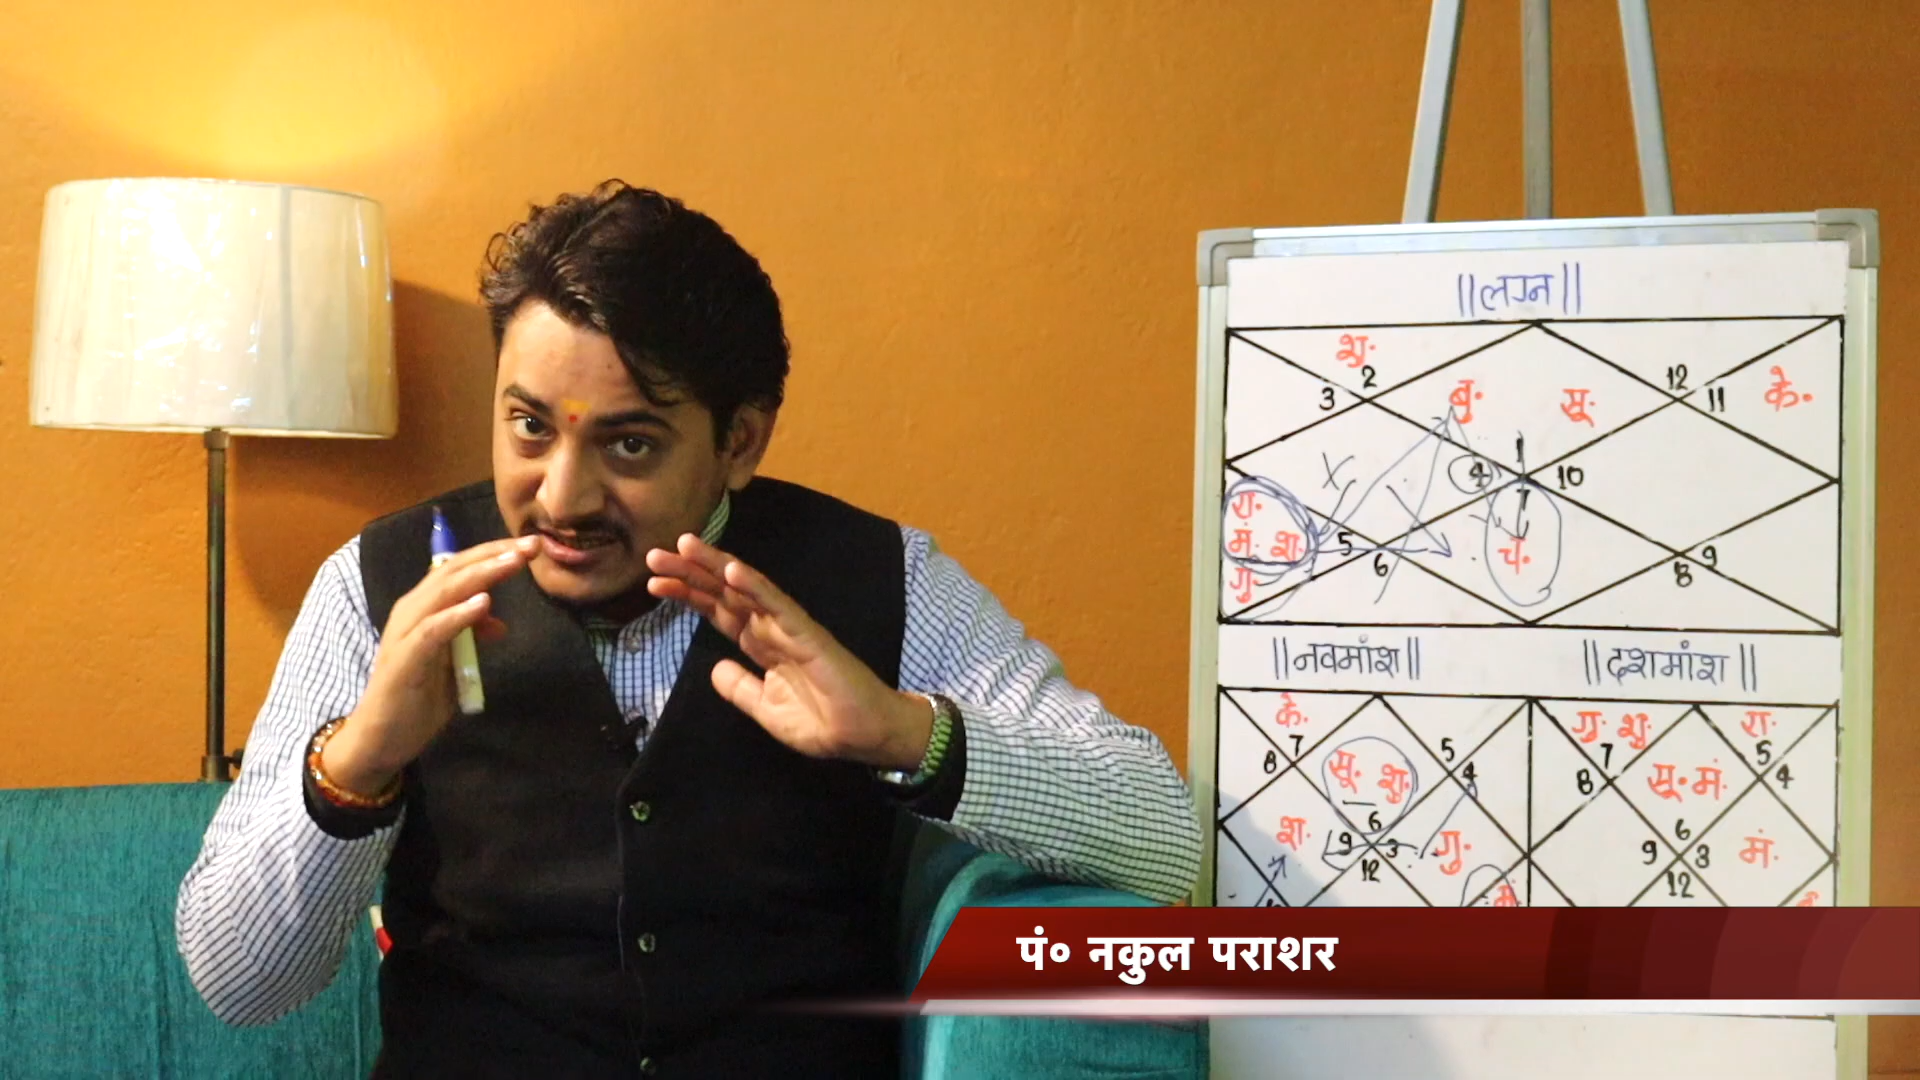 ||लग्न||
शु॰
2
12
3
बु॰
सू॰
11
के॰
1
4
10
रा॰
7
मं॰ श॰
5
चं॰
9
गु॰
6
8
||नवमांश||
||दशमांश||
के॰
7
5
8
सू॰ शु॰
4
6
श॰
9
3
गु॰
12
मं॰
गु॰ शु॰
रा॰
7
5
8
सू॰ मं॰
4
6
9
3
मं॰
12
पं० नकुल पराशर